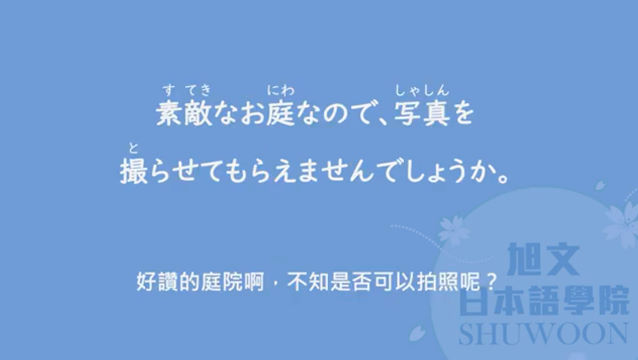 すてき にわ しゃしん
素敵なお庭なので、写真を
と
撮らせてもらえませんでしょうか。
好讚的庭院啊，不知是否可以拍照呢？
旭文
日本語學院
SHUWOON